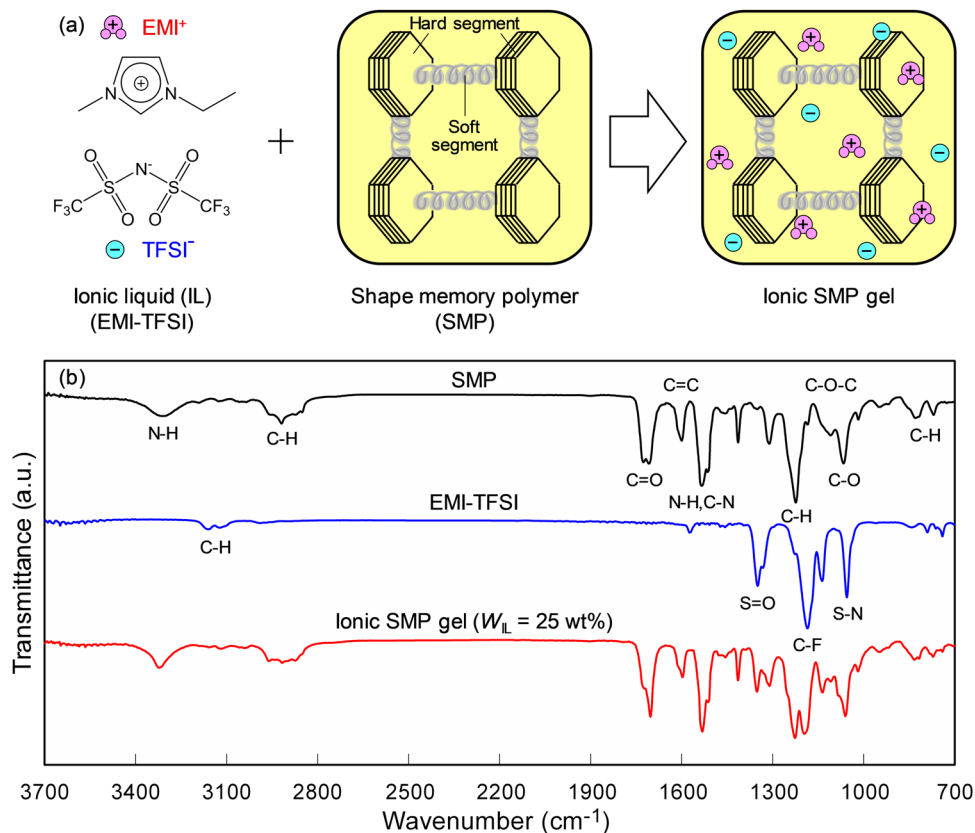 (a)
EMI⁺
N
N
+
O
O
N⁻
S
S
F₃C
O
O
CF₃
TFSI⁻
Ionic liquid (IL)
(EMI-TFSI)
+
Hard segment
Soft
segment
Shape memory polymer
(SMP)
Ionic SMP gel
(b)
SMP
N-H
C-H
C=O
C=C
N-H,C-N
C-H
C-O-C
C-O
C-H
EMI-TFSI
C-H
S=O
C-F
S-N
Ionic SMP gel (W_IL = 25 wt%)
Transmittance (a.u.)
3700 3400 3100 2800 2500 2200 1900 1600 1300 1000 700
Wavenumber (cm⁻¹)